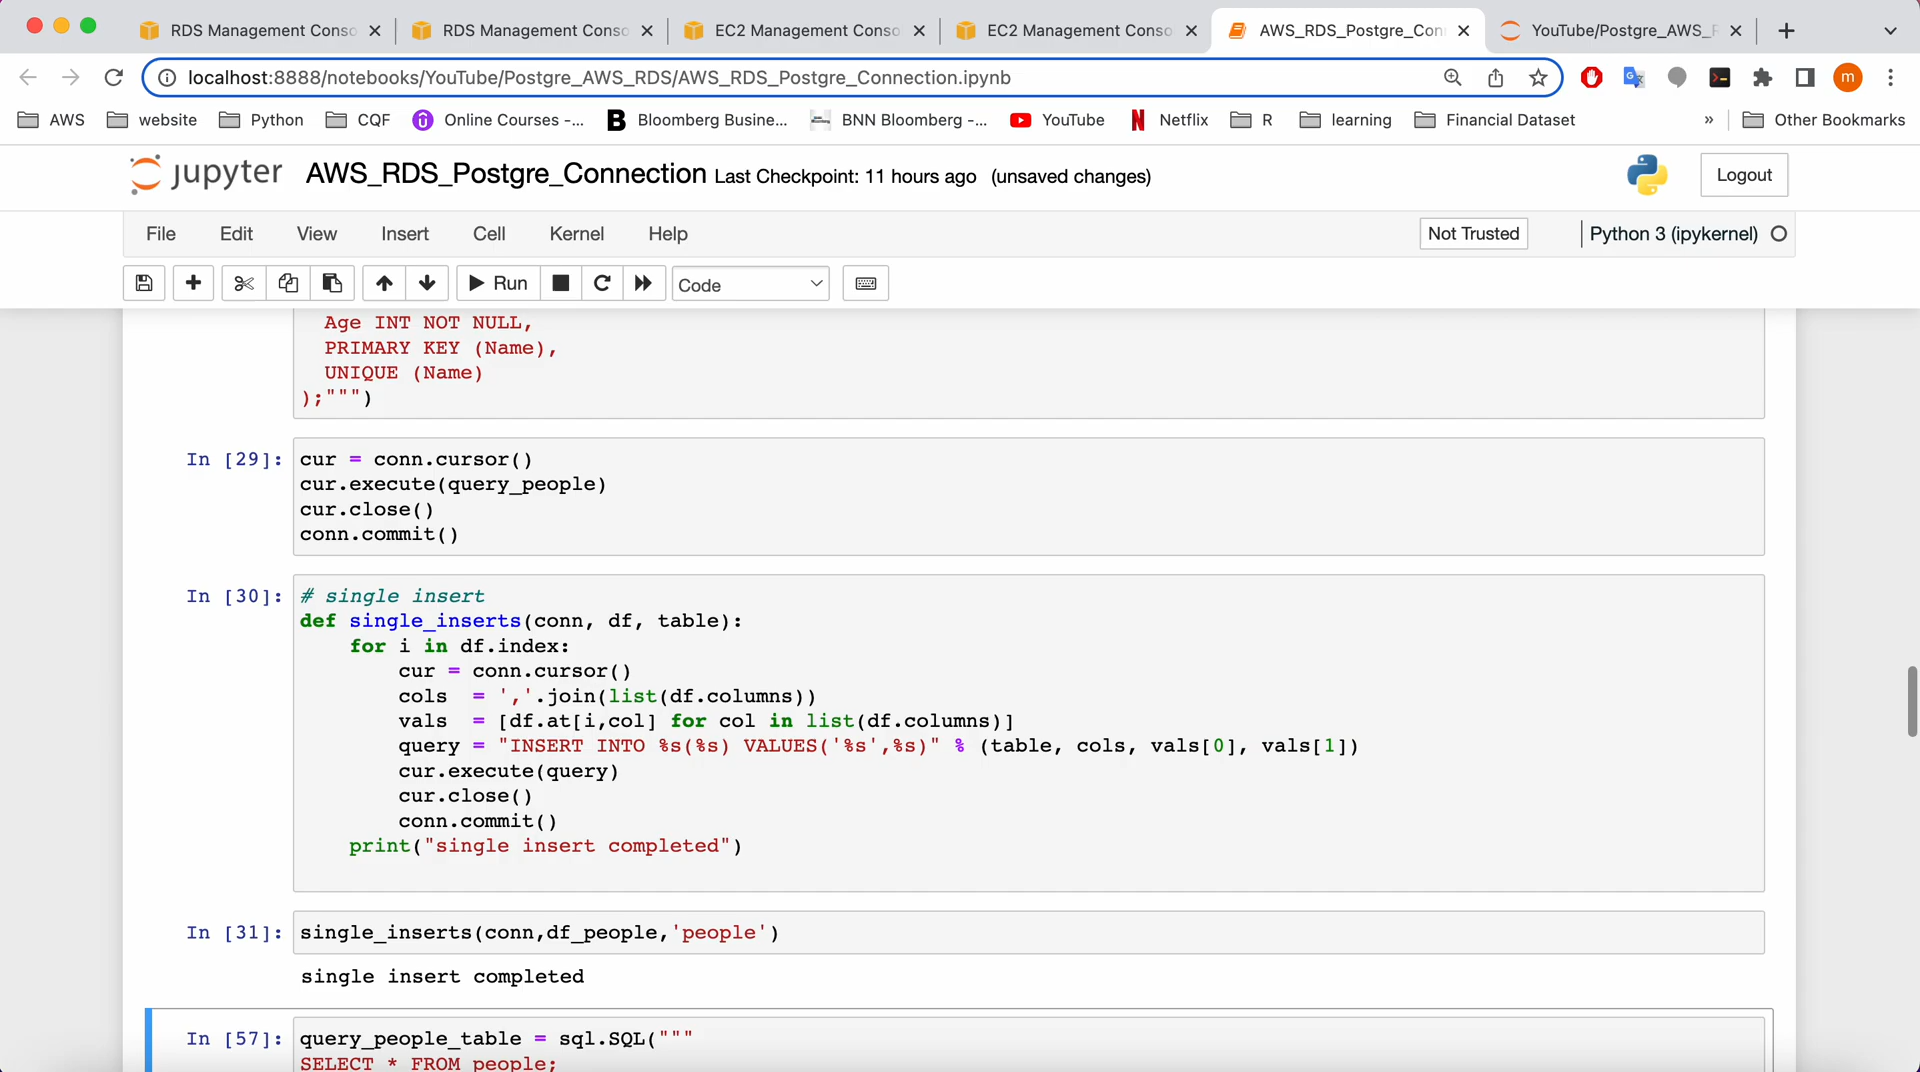 RDS Management Conso
RDS Management Conso
EC2 Management Conso
EC2 Management Conso
AWS_RDS_Postgre_Con
YouTube/Postgre_AWS_R
localhost:8888/notebooks/YouTube/Postgre_AWS_RDS/AWS_RDS_Postgre_Connection.ipynb
m
AWS
website
Python
CQF
Online Courses -...
Bloomberg Busine...
BNN Bloomberg -...
YouTube
Netflix
R
learning
Financial Dataset
»
Other Bookmarks
jupyter
AWS_RDS_Postgre_Connection Last Checkpoint: 11 hours ago (unsaved changes)
Logout
File Edit View Insert Cell Kernel Help
Not Trusted
Python 3 (ipykernel)
Run
Code
Age INT NOT NULL,
PRIMARY KEY (Name),
UNIQUE (Name)
);""")
In [29]:
cur = conn.cursor()
cur.execute(query_people)
cur.close()
conn.commit()
In [30]:
# single insert
def single_inserts(conn, df, table):
    for i in df.index:
        cur = conn.cursor()
        cols  = ','.join(list(df.columns))
        vals  = [df.at[i,col] for col in list(df.columns)]
        query = "INSERT INTO %s(%s) VALUES('%s',%s)" % (table, cols, vals[0], vals[1])
        cur.execute(query)
        cur.close()
        conn.commit()
    print("single insert completed")
In [31]:
single_inserts(conn,df_people,'people')
single insert completed
In [57]:
query_people_table = sql.SQL("""
SELECT * FROM people;